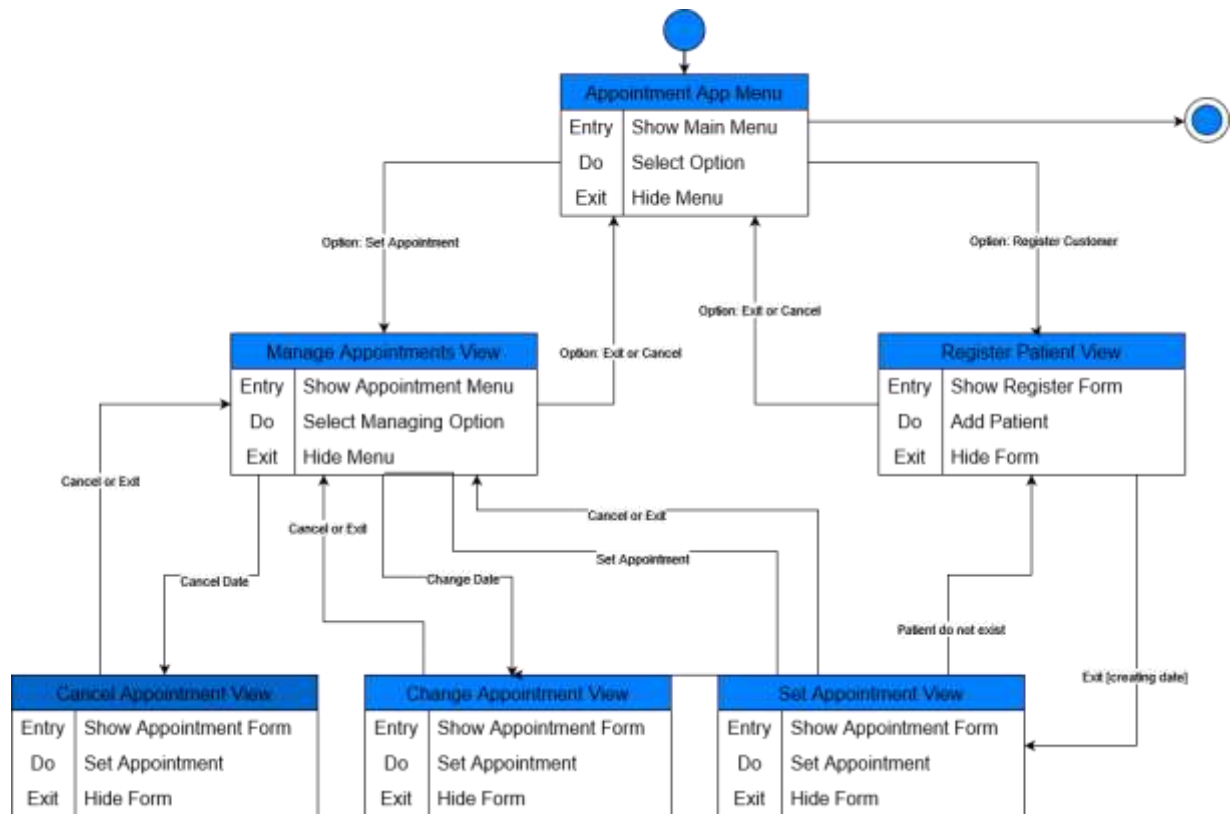 Appointment App Menu
Entry Show Main Menu
Do Select Option
Exit Hide Menu
Option: Set Appointment
Option: Register Customer
Option: Exit or Cancel
Option: Exit or Cancel
Manage Appointments View
Entry Show Appointment Menu
Do Select Managing Option
Exit Hide Menu
Register Patient View
Entry Show Register Form
Do Add Patient
Exit Hide Form
Cancel or Exit
Cancel or Exit
Cancel or Exit
Set Appointment
Cancel Date
Change Date
Patient do not exist
Exit [creating date]
Cancel Appointment View
Entry Show Appointment Form
Do Set Appointment
Exit Hide Form
Change Appointment View
Entry Show Appointment Form
Do Set Appointment
Exit Hide Form
Set Appointment View
Entry Show Appointment Form
Do Set Appointment
Exit Hide Form